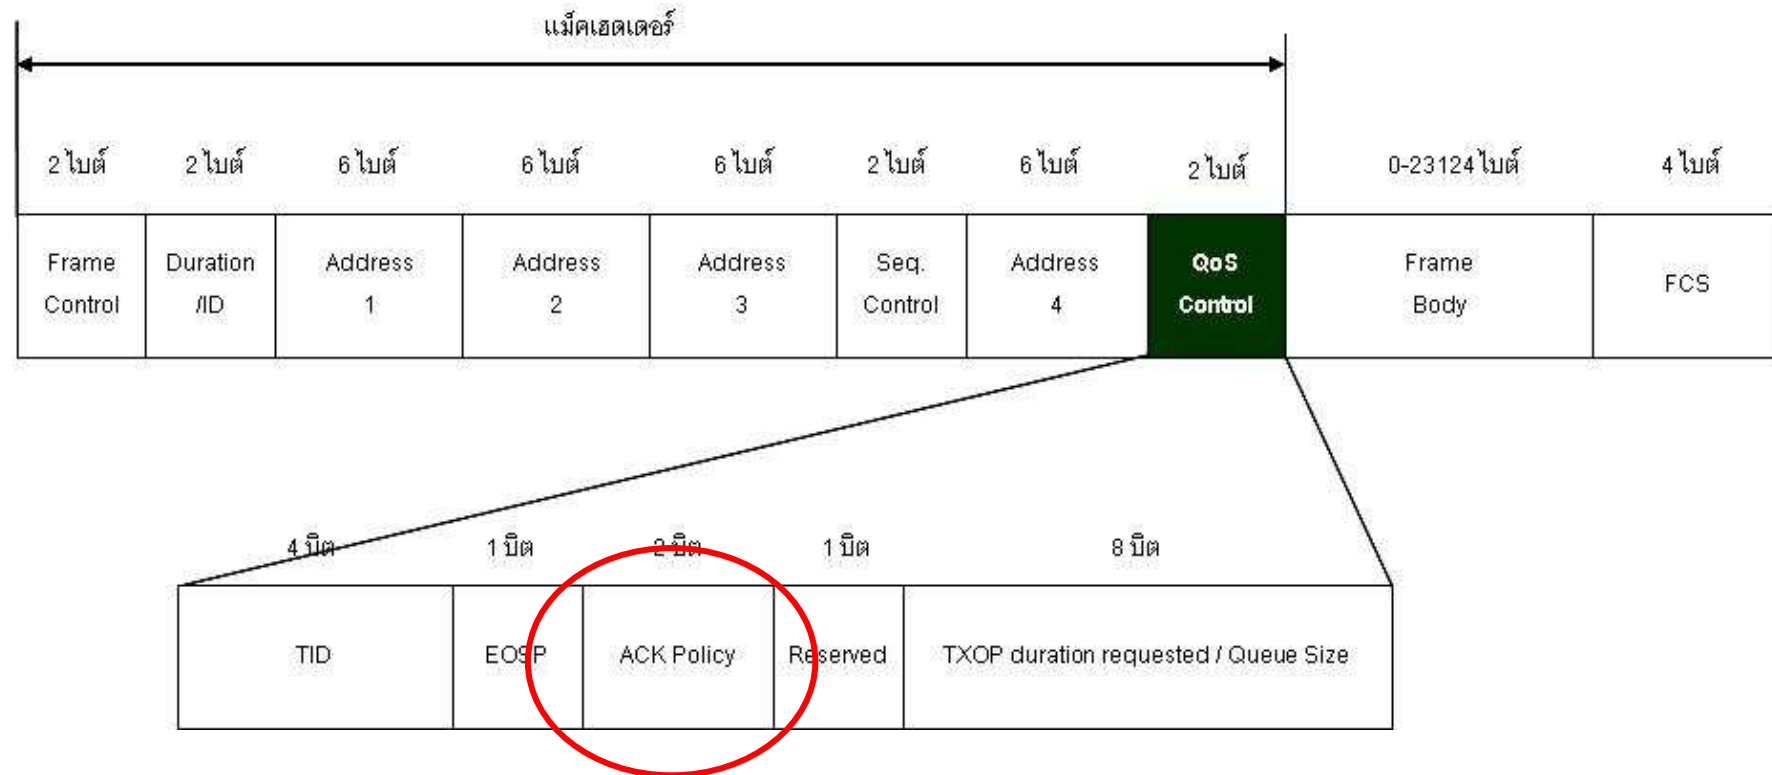 แม็คเฮดเดอร์
2 ไบต์ 2 ไบต์ 6 ไบต์ 6 ไบต์ 6 ไบต์ 2 ไบต์ 6 ไบต์ 2 ไบต์ 0-23124 ไบต์ 4 ไบต์
Frame Duration Address Address Address Seq. Address QoS Frame FCS
Control /ID 1 2 3 Control 4 Control Body
4 บิต 1 บิต 2 บิต 1 บิต 8 บิต
TID EOSP ACK Policy Reserved TXOP duration requested / Queue Size